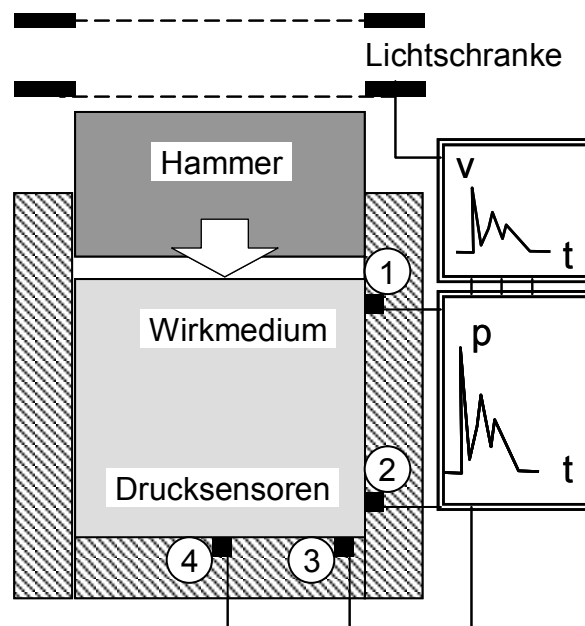 Lichtschranke
Hammer
v
t
1
Wirkmedium
p
t
2
Drucksensoren
4
3